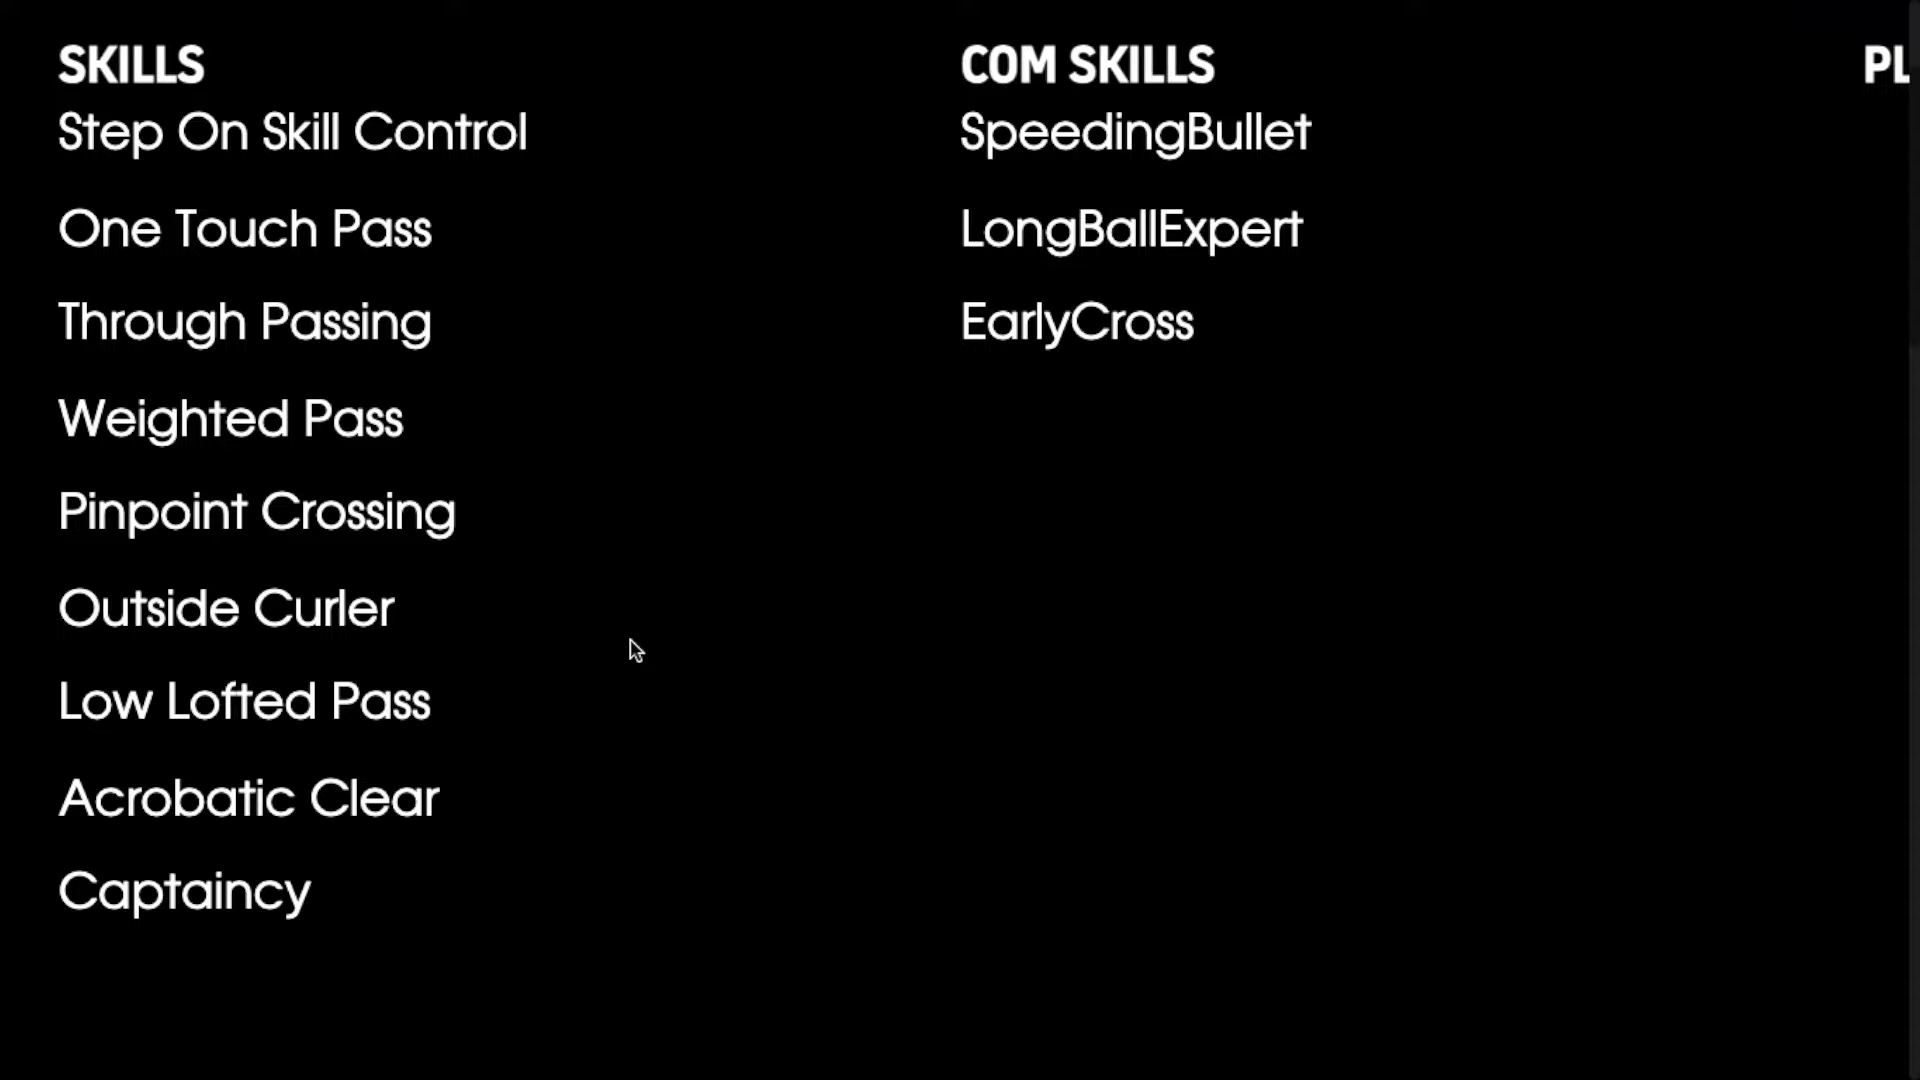 SKILLS
Step On Skill Control
One Touch Pass
Through Passing
Weighted Pass
Pinpoint Crossing
Outside Curler
Low Lofted Pass
Acrobatic Clear
Captaincy
COM SKILLS
SpeedingBullet
LongBallExpert
EarlyCross
PL